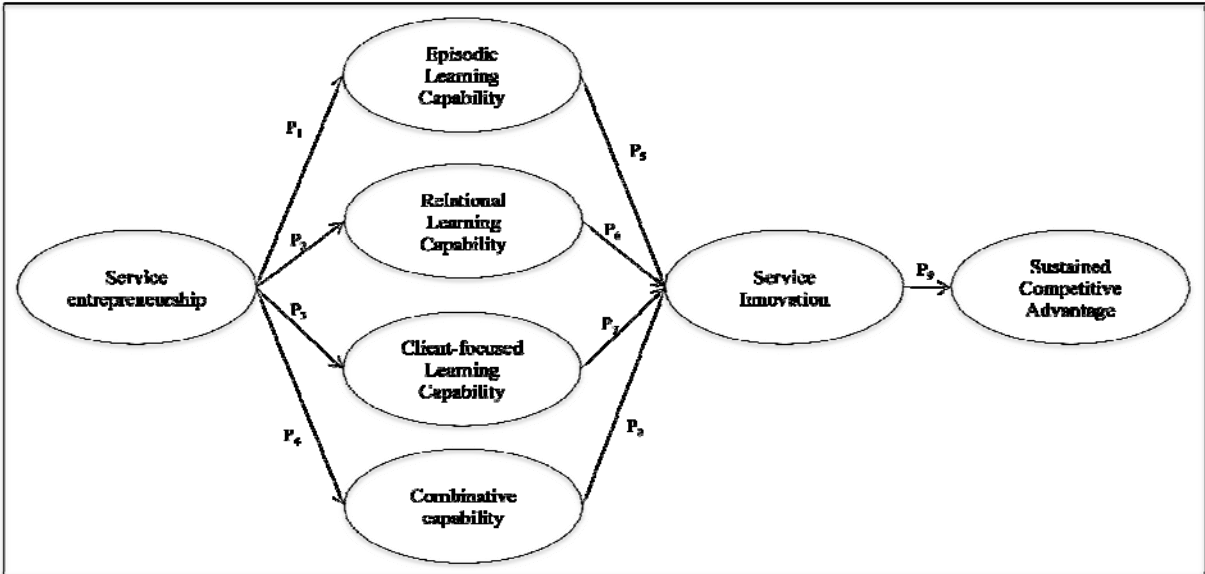 Episodic
Learning
Capability
P1
P5
Relational
Learning
Capability
P2
P6
Service
entrepreneurship
Service
Innovation
P9
Sustained
Competitive
Advantage
P3
Client-focused
Learning
Capability
P7
P4
P8
Combinative
capability